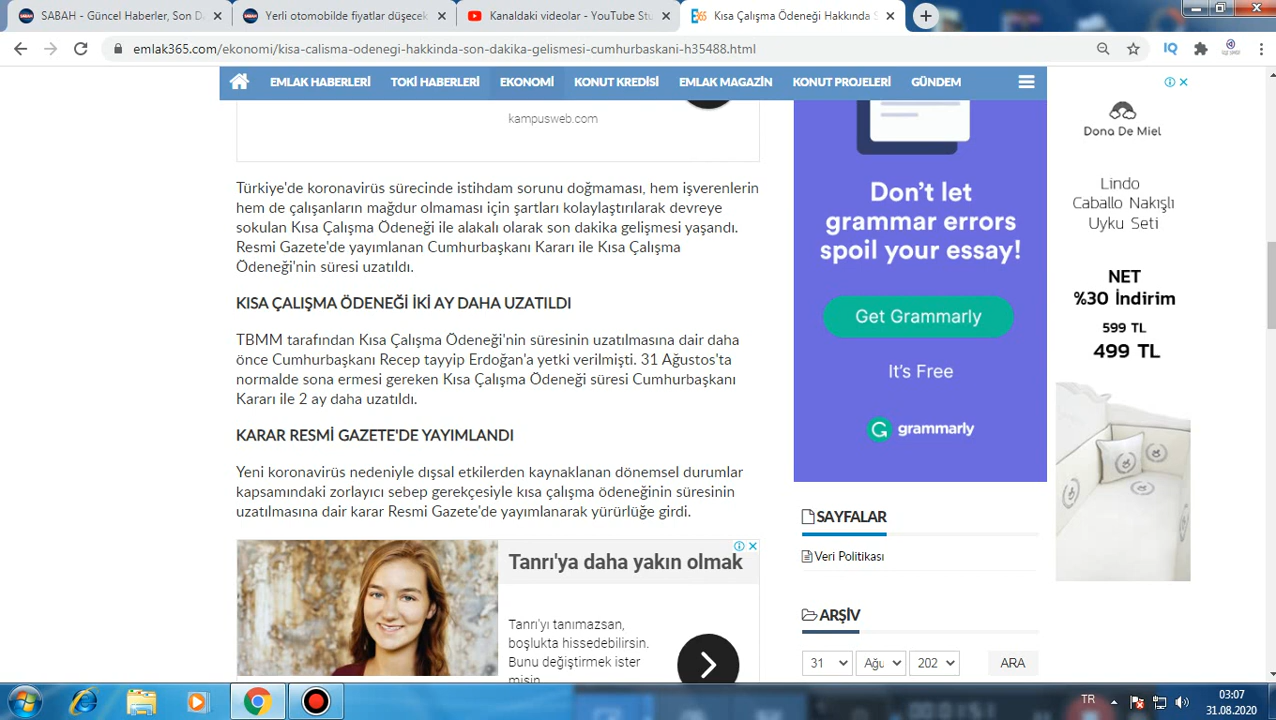 SABAH - Güncel Haberler, Son Da
Yerli otomobilde fiyatlar düşecek
Kanaldaki videolar - YouTube Stu
Kısa Çalışma Ödeneği Hakkında S
emlak365.com/ekonomi/kisa-calisma-odenegi-hakkinda-son-dakika-gelismesi-cumhurbaskani-h35488.html
IQ
EMLAK HABERLERİ
TOKİ HABERLERİ
EKONOMİ
KONUT KREDİSİ
EMLAK MAGAZİN
KONUT PROJELERİ
GÜNDEM
kampusweb.com
Türkiye'de koronavirüs sürecinde istihdam sorunu doğmaması, hem işverenlerin
hem de çalışanların mağdur olmaması için şartları kolaylaştırılarak devreye
sokulan Kısa Çalışma Ödeneği ile alakalı olarak son dakika gelişmesi yaşandı.
Resmi Gazete'de yayımlanan Cumhurbaşkanı Kararı ile Kısa Çalışma
Ödeneği'nin süresi uzatıldı.
KISA ÇALIŞMA ÖDENEĞİ İKİ AY DAHA UZATILDI
TBMM tarafından Kısa Çalışma Ödeneği'nin süresinin uzatılmasına dair daha
önce Cumhurbaşkanı Recep tayyip Erdoğan'a yetki verilmişti. 31 Ağustos'ta
normalde sona ermesi gereken Kısa Çalışma Ödeneği süresi Cumhurbaşkanı
Kararı ile 2 ay daha uzatıldı.
KARAR RESMİ GAZETE'DE YAYIMLANDI
Yeni koronavirüs nedeniyle dışsal etkilerden kaynaklanan dönemsel durumlar
kapsamındaki zorlayıcı sebep gerekçesiyle kısa çalışma ödeneğinin süresinin
uzatılmasına dair karar Resmi Gazete'de yayımlanarak yürürlüğe girdi.
Tanrı'ya daha yakın olmak
Tanrı'yı tanımazsan,
boşlukta hissedebilirsin.
Bunu değiştirmek ister
misin
Don't let
grammar errors
spoil your essay!
Get Grammarly
It's Free
grammarly
SAYFALAR
Veri Politikası
ARŞİV
31
Ağu
202
ARA
Dona De Miel
Lindo
Caballo Nakışlı
Uyku Seti
NET
%30 İndirim
599 TL
499 TL
TR
03:07
31.08.2020